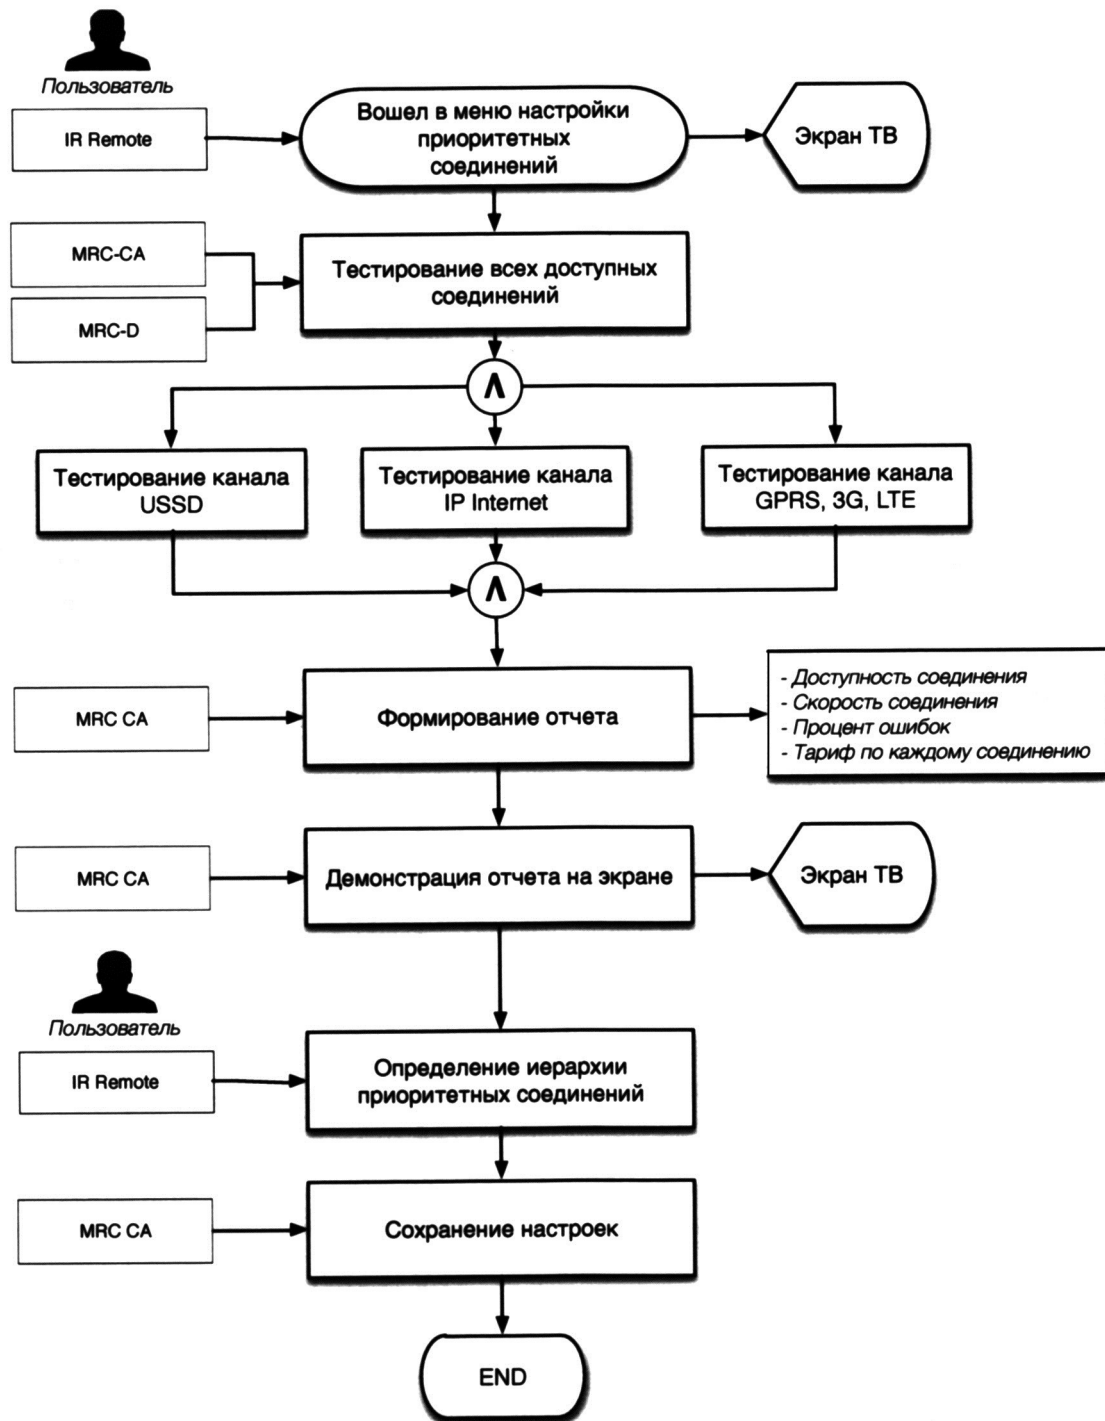 Пользователь
IR Remote
Вошел в меню настройки
приоритетных
соединений
Экран ТВ
MRC-CA
MRC-D
Тестирование всех доступных
соединений
Λ
Тестирование канала
USSD
Тестирование канала
IP Internet
Тестирование канала
GPRS, 3G, LTE
Λ
MRC CA
Формирование отчета
- Доступность соединения
- Скорость соединения
- Процент ошибок
- Тариф по каждому соединению
MRC CA
Демонстрация отчета на экране
Экран ТВ
Пользователь
IR Remote
Определение иерархии
приоритетных соединений
MRC CA
Сохранение настроек
END